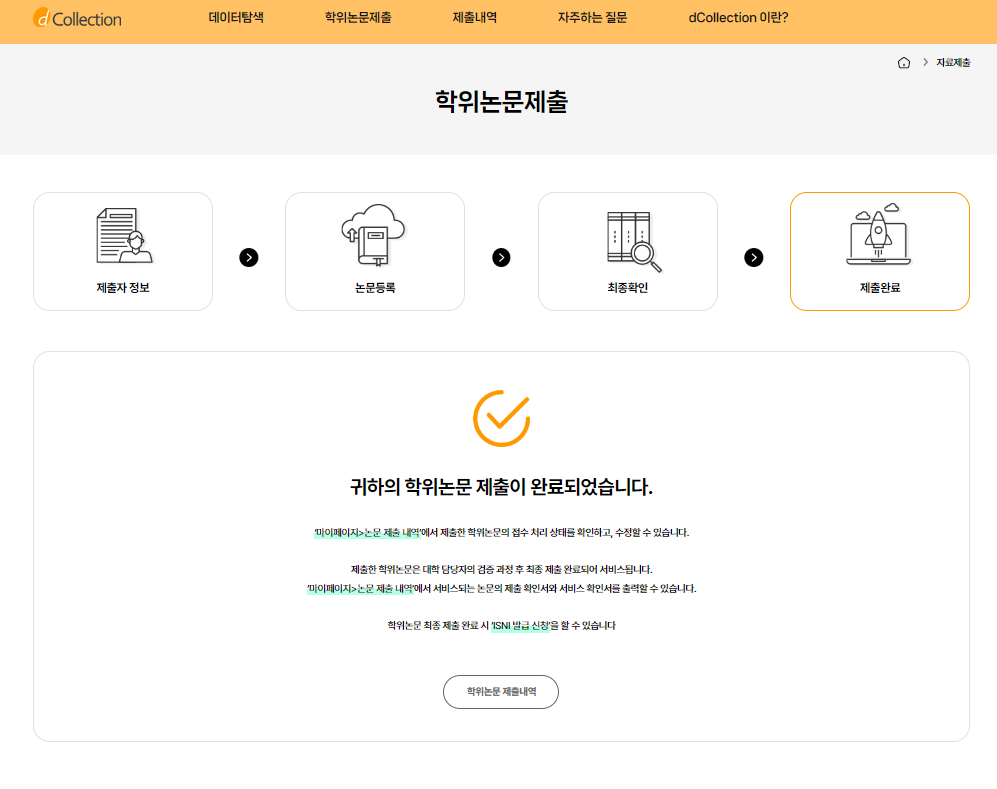 dCollection
데이터탐색 학위논문제출 제출내역 자주하는 질문 dCollection 이란?
자료제출
학위논문제출
제출자 정보 논문등록 최종확인 제출완료
귀하의 학위논문 제출이 완료되었습니다.
'마이페이지>논문 제출 내역'에서 제출한 학위논문의 접수 처리 상태를 확인하고, 수정할 수 있습니다.
제출한 학위논문은 대학 담당자의 검증 과정 후 최종 제출 완료되어 서비스됩니다.
'마이페이지>논문 제출 내역'에서 서비스되는 논문의 제출 확인서와 서비스 확인서를 출력할 수 있습니다.
학위논문 최종 제출 완료 시 'ISNI 발급 신청'을 할 수 있습니다
학위논문 제출내역